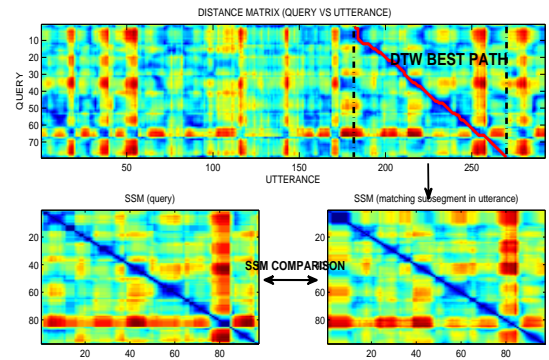 DISTANCE MATRIX (QUERY VS UTTERANCE)
DTW BEST PATH
QUERY
10
20
30
40
50
60
70
50 100 150 200 250
UTTERANCE
SSM (query)
SSM (matching subsegment in utterance)
20
40
60
80
20 40 60 80
SSM COMPARISON
20
40
60
80
20 40 60 80